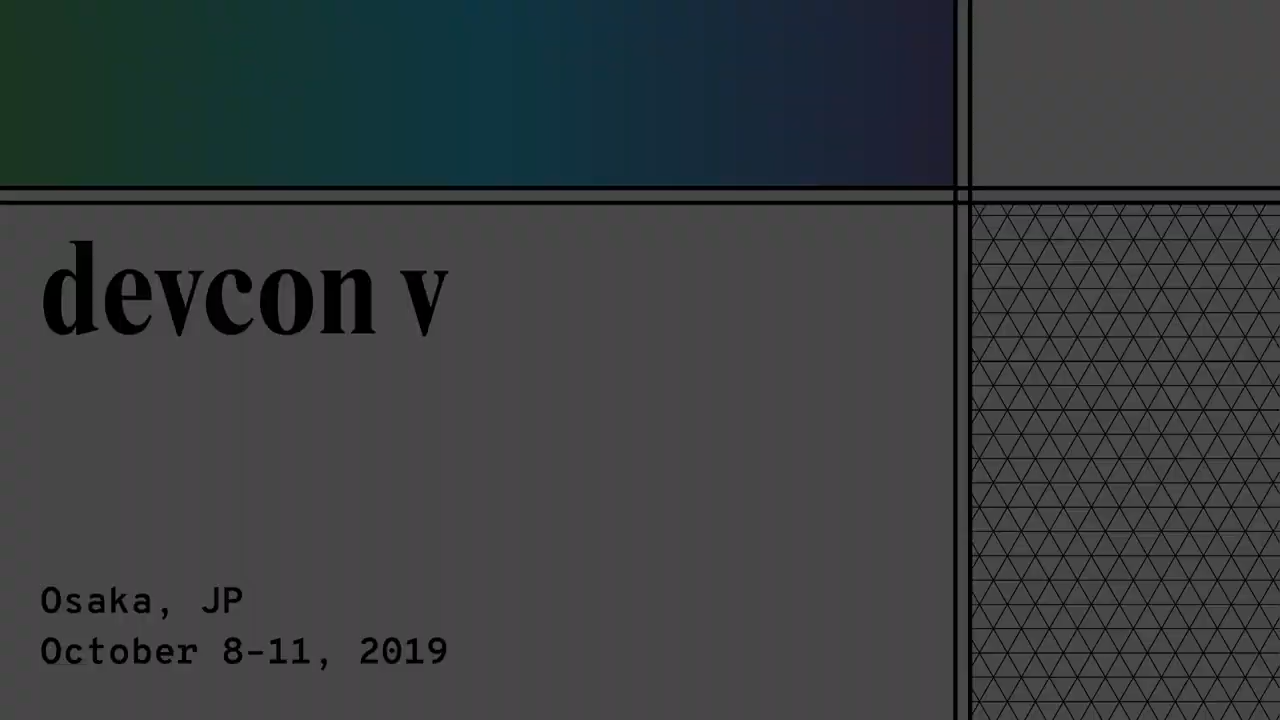 devcon v
Osaka, JP
October 8-11, 2019